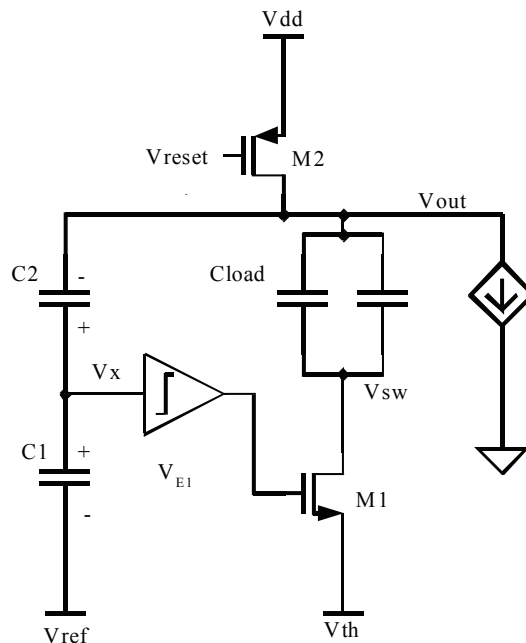 Vdd
Vreset
M2
Vout
C2
-
+
Cload
Vx
Vsw
C1
+
-
VE1
M1
Vref
Vth